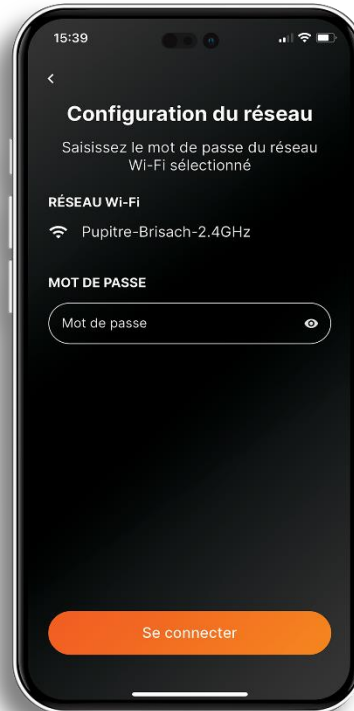 15:39
Configuration du réseau
Saisissez le mot de passe du réseau
Wi-Fi sélectionné
RÉSEAU Wi-Fi
Pupitre-Brisach-2.4GHz
MOT DE PASSE
Mot de passe
Se connecter